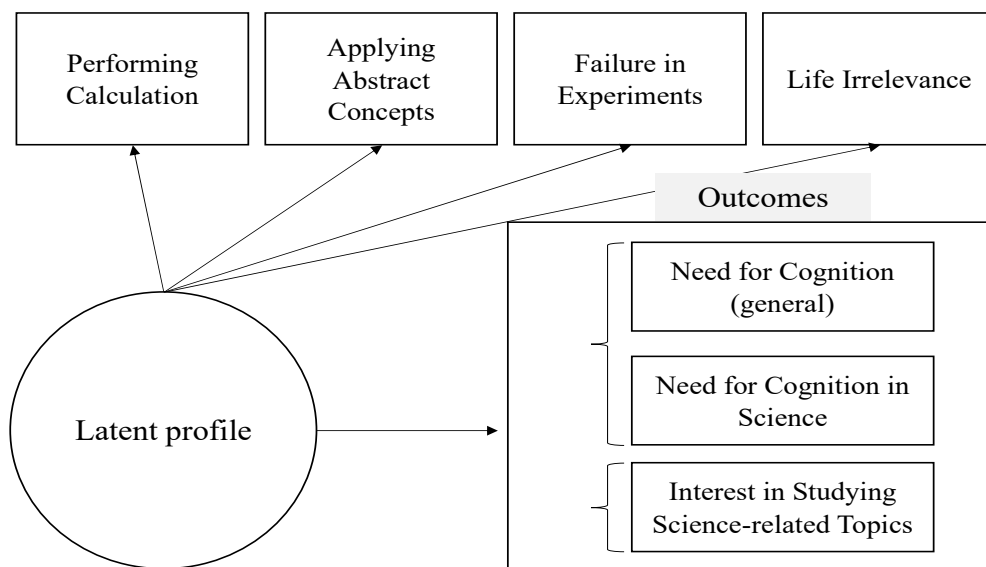 Performing
Calculation
Applying
Abstract
Concepts
Failure in
Experiments
Life Irrelevance
Outcomes
Need for Cognition
(general)
Need for Cognition in
Science
Latent profile
Interest in Studying
Science-related Topics